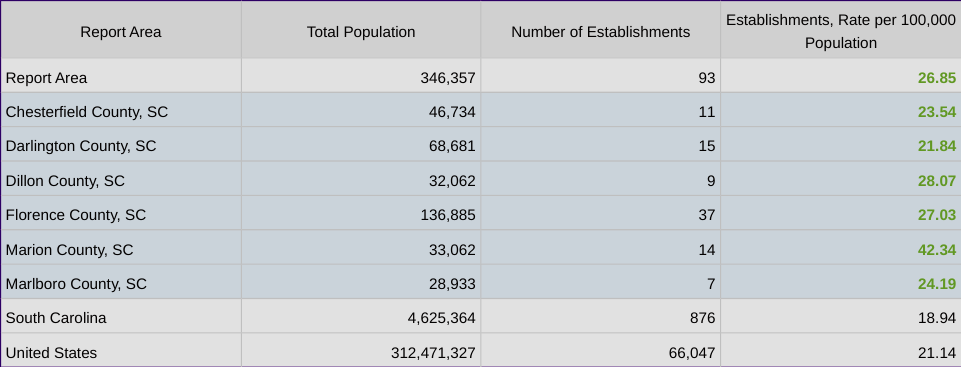 Report Area Total Population Number of Establishments Establishments, Rate per 100,000
Population
Report Area 346,357 93 26.85
Chesterfield County, SC 46,734 11 23.54
Darlington County, SC 68,681 15 21.84
Dillon County, SC 32,062 9 28.07
Florence County, SC 136,885 37 27.03
Marion County, SC 33,062 14 42.34
Marlboro County, SC 28,933 7 24.19
South Carolina 4,625,364 876 18.94
United States 312,471,327 66,047 21.14